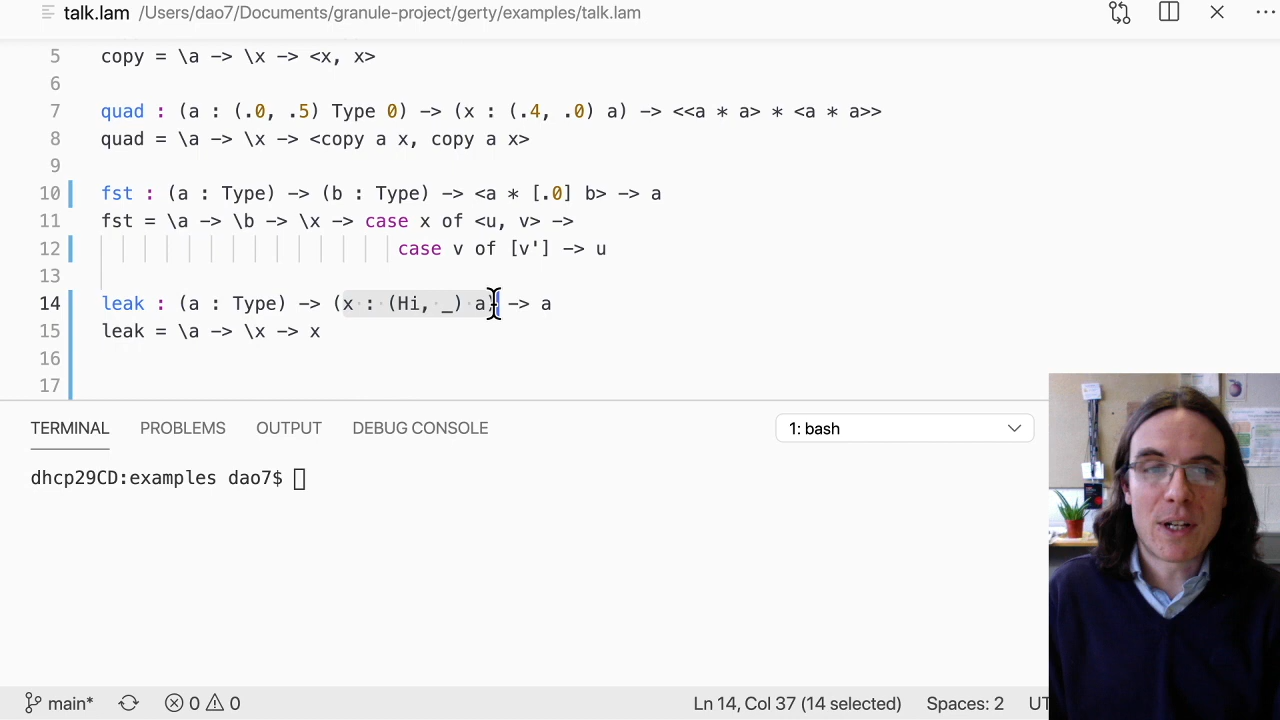 talk.lam /Users/dao7/Documents/granule-project/gerty/examples/talk.lam
5 copy = \a -> \x -> <x, x>
6
7 quad : (a : (.0, .5) Type 0) -> (x : (.4, .0) a) -> <<a * a> * <a * a>>
8 quad = \a -> \x -> <copy a x, copy a x>
9
10 fst : (a : Type) -> (b : Type) -> <a * [.0] b> -> a
11 fst = \a -> \b -> \x -> case x of <u, v> ->
12 case v of [v'] -> u
13
14 leak : (a : Type) -> (x : (Hi, _) a) -> a
15 leak = \a -> \x -> x
16
17
TERMINAL PROBLEMS OUTPUT DEBUG CONSOLE 1: bash
dhcp29CD:examples dao7$
main* 0 0 Ln 14, Col 37 (14 selected) Spaces: 2 UT